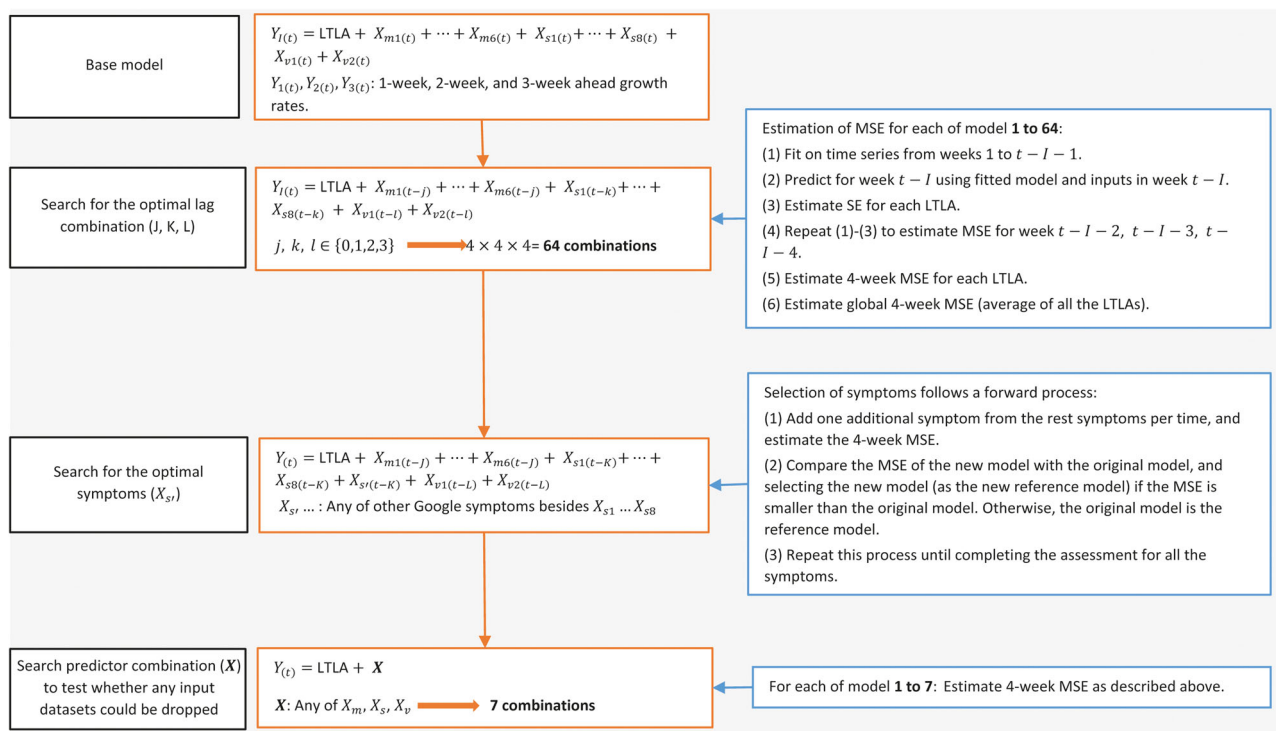 Base model
Y_{I(t)} = LTLA + X_{m1(t)} + ⋯ + X_{m6(t)} + X_{s1(t)} + ⋯ + X_{s8(t)} +
X_{v1(t)} + X_{v2(t)}
Y_{1(t)}, Y_{2(t)}, Y_{3(t)}: 1-week, 2-week, and 3-week ahead growth
rates.
Search for the optimal lag
combination (J, K, L)
Y_{I(t)} = LTLA + X_{m1(t−j)} + ⋯ + X_{m6(t−j)} + X_{s1(t−k)} + ⋯ +
X_{s8(t−k)} + X_{v1(t−l)} + X_{v2(t−l)}
j, k, l ∈ {0,1,2,3} 4 × 4 × 4= 64 combinations
Estimation of MSE for each of model 1 to 64:
(1) Fit on time series from weeks 1 to t − I − 1.
(2) Predict for week t − I using fitted model and inputs in week t − I.
(3) Estimate SE for each LTLA.
(4) Repeat (1)-(3) to estimate MSE for week t − I − 2, t − I − 3, t −
I − 4.
(5) Estimate 4-week MSE for each LTLA.
(6) Estimate global 4-week MSE (average of all the LTLAs).
Search for the optimal
symptoms (X_{s′})
Y_{(t)} = LTLA + X_{m1(t−J)} + ⋯ + X_{m6(t−J)} + X_{s1(t−K)} + ⋯ +
X_{s8(t−K)} + X_{s′(t−K)} + X_{v1(t−L)} + X_{v2(t−L)}
X_{s′} … : Any of other Google symptoms besides X_{s1} … X_{s8}
Selection of symptoms follows a forward process:
(1) Add one additional symptom from the rest symptoms per time, and
estimate the 4-week MSE.
(2) Compare the MSE of the new model with the original model, and
selecting the new model (as the new reference model) if the MSE is
smaller than the original model. Otherwise, the original model is the
reference model.
(3) Repeat this process until completing the assessment for all the
symptoms.
Search predictor combination (X)
to test whether any input
datasets could be dropped
Y_{(t)} = LTLA + X
X: Any of X_m, X_s, X_v 7 combinations
For each of model 1 to 7: Estimate 4-week MSE as described above.